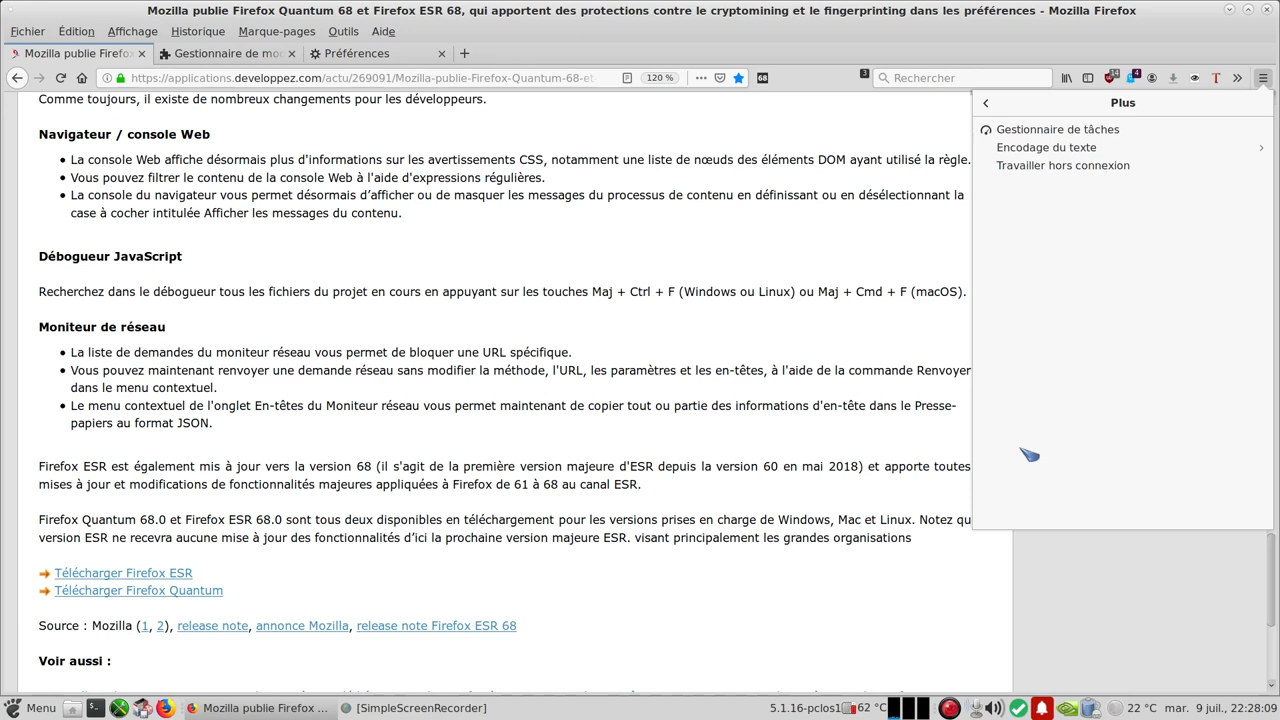 Mozilla publie Firefox Quantum 68 et Firefox ESR 68, qui apportent des protections contre le cryptomining et le fingerprinting dans les préférences - Mozilla Firefox
Fichier Édition Affichage Historique Marque-pages Outils Aide
Mozilla publie Firefo Gestionnaire de mo Préférences
https://applications.developpez.com/actu/269091/Mozilla-publie-Firefox-Quantum-68-et- 120 % 68 3 Rechercher 14 4
Plus
Gestionnaire de tâches
Encodage du texte
Travailler hors connexion
Comme toujours, il existe de nombreux changements pour les développeurs.
Navigateur / console Web
La console Web affiche désormais plus d'informations sur les avertissements CSS, notamment une liste de nœuds des éléments DOM ayant utilisé la règle.
Vous pouvez filtrer le contenu de la console Web à l'aide d'expressions régulières.
La console du navigateur vous permet désormais d’afficher ou de masquer les messages du processus de contenu en définissant ou en désélectionnant la
case à cocher intitulée Afficher les messages du contenu.
Débogueur JavaScript
Recherchez dans le débogueur tous les fichiers du projet en cours en appuyant sur les touches Maj + Ctrl + F (Windows ou Linux) ou Maj + Cmd + F (macOS).
Moniteur de réseau
La liste de demandes du moniteur réseau vous permet de bloquer une URL spécifique.
Vous pouvez maintenant renvoyer une demande réseau sans modifier la méthode, l'URL, les paramètres et les en-têtes, à l'aide de la commande Renvoyer
dans le menu contextuel.
Le menu contextuel de l'onglet En-têtes du Moniteur réseau vous permet maintenant de copier tout ou partie des informations d'en-tête dans le Presse-
papiers au format JSON.
Firefox ESR est également mis à jour vers la version 68 (il s'agit de la première version majeure d'ESR depuis la version 60 en mai 2018) et apporte toutes
mises à jour et modifications de fonctionnalités majeures appliquées à Firefox de 61 à 68 au canal ESR.
Firefox Quantum 68.0 et Firefox ESR 68.0 sont tous deux disponibles en téléchargement pour les versions prises en charge de Windows, Mac et Linux. Notez qu
version ESR ne recevra aucune mise à jour des fonctionnalités d’ici la prochaine version majeure ESR. visant principalement les grandes organisations
Télécharger Firefox ESR
Télécharger Firefox Quantum
Source : Mozilla (1, 2), release note, annonce Mozilla, release note Firefox ESR 68
Voir aussi :
Menu Mozilla publie Firefox ... [SimpleScreenRecorder] 5.1.16-pclos1 62 °C 22 °C mar. 9 juil., 22:28:09